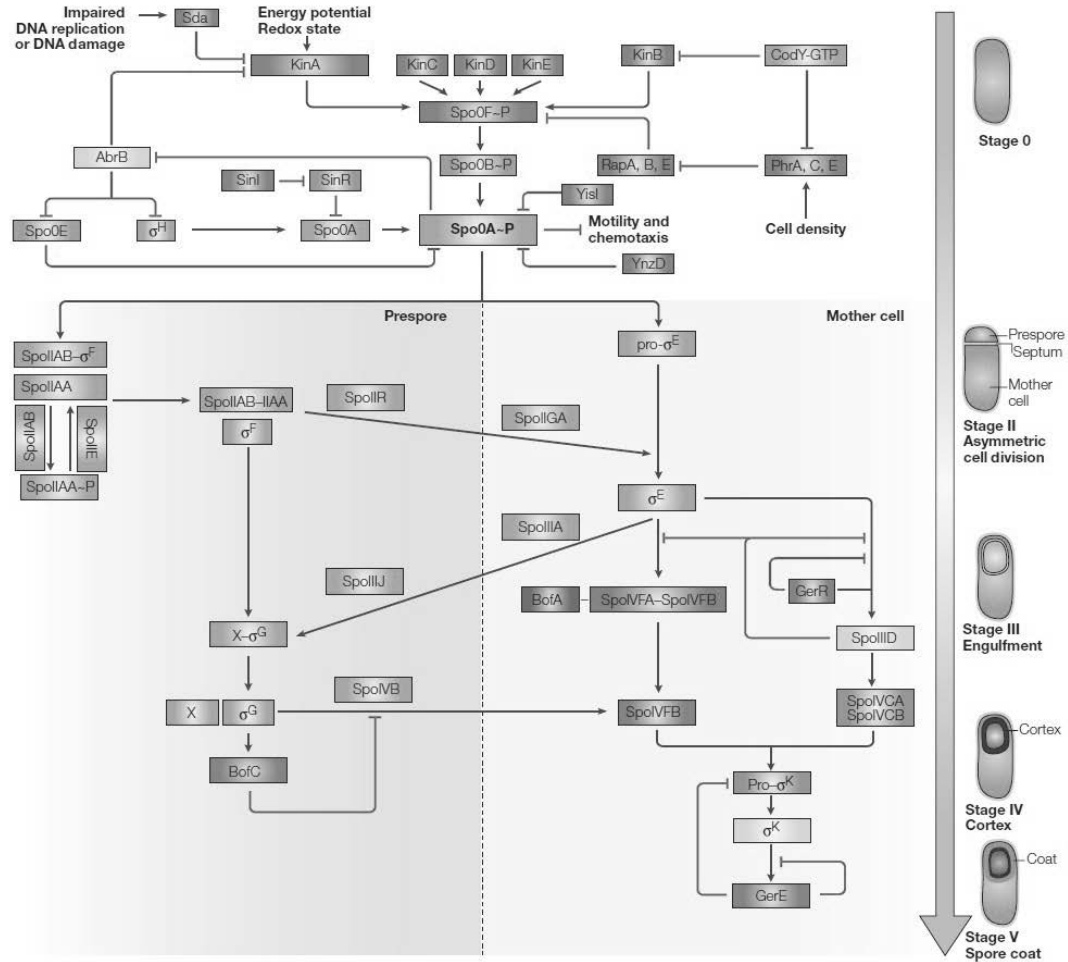 Impaired
DNA replication
or DNA damage
Sda
Energy potential
Redox state
KinA
KinC
KinD
KinE
KinB
CodY-GTP
Spo0F~P
Stage 0
AbrB
Spo0B~P
RapA, B, E
PhrA, C, E
SinI
SinR
YisI
Spo0E
σH
Spo0A
Spo0A~P
Motility and
chemotaxis
Cell density
YnzD
Prespore
Mother cell
SpoIIAB–σF
pro-σE
Prespore
Septum
Mother
cell
Stage II
Asymmetric
cell division
SpoIIAA
SpoIIAB
SpoIIE
SpoIIAA~P
SpoIIAB–IIAA
σF
SpoIIR
SpoIIGA
σE
SpoIIIA
SpoIIIJ
BofA
SpoIVFA–SpoIVFB
GerR
X–σG
SpoIIID
Stage III
Engulfment
SpoIVB
X
σG
SpoIVFB
SpoIVCA
SpoIVCB
Cortex
BofC
Pro–σK
Stage IV
Cortex
σK
Coat
GerE
Stage V
Spore coat